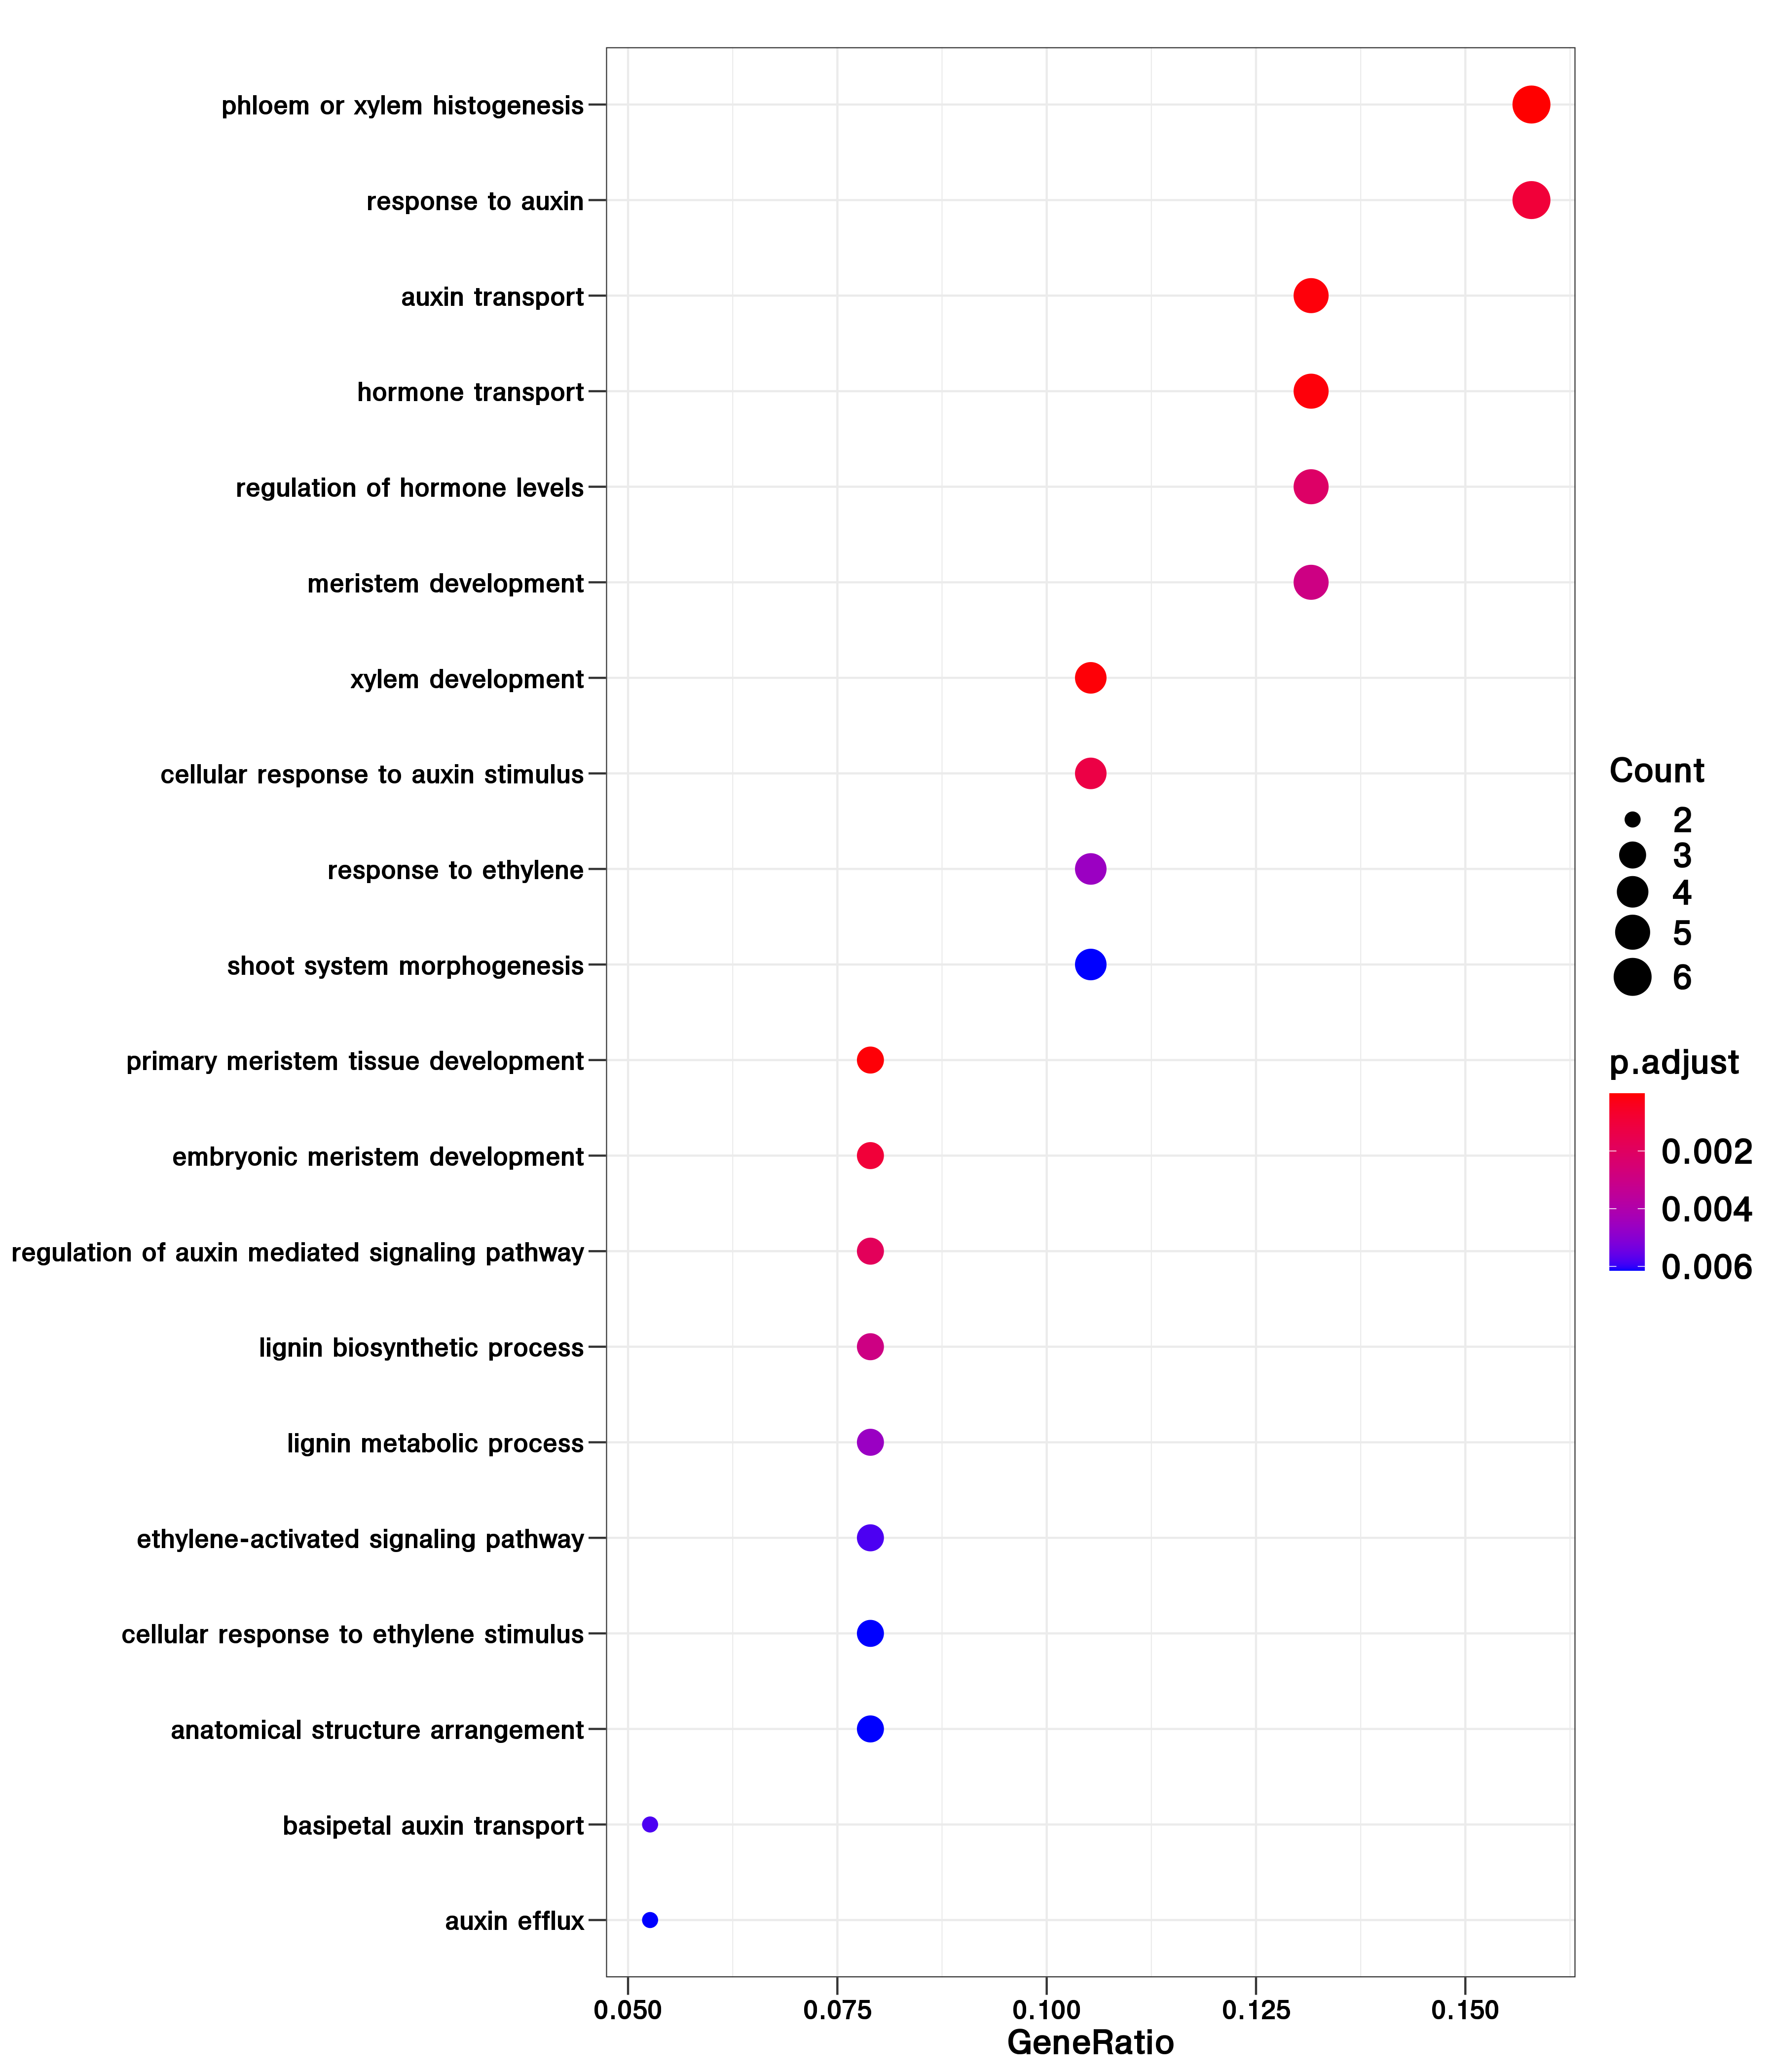 phloem or xylem histogenesis
response to auxin
auxin transport
hormone transport
regulation of hormone levels
meristem development
xylem development
cellular response to auxin stimulus
response to ethylene
shoot system morphogenesis
primary meristem tissue development
embryonic meristem development
regulation of auxin mediated signaling pathway
lignin biosynthetic process
lignin metabolic process
ethylene-activated signaling pathway
cellular response to ethylene stimulus
anatomical structure arrangement
basipetal auxin transport
auxin efflux
0.050 0.075 0.100 0.125 0.150
GeneRatio
Count
2
3
4
5
6
p.adjust
0.002
0.004
0.006